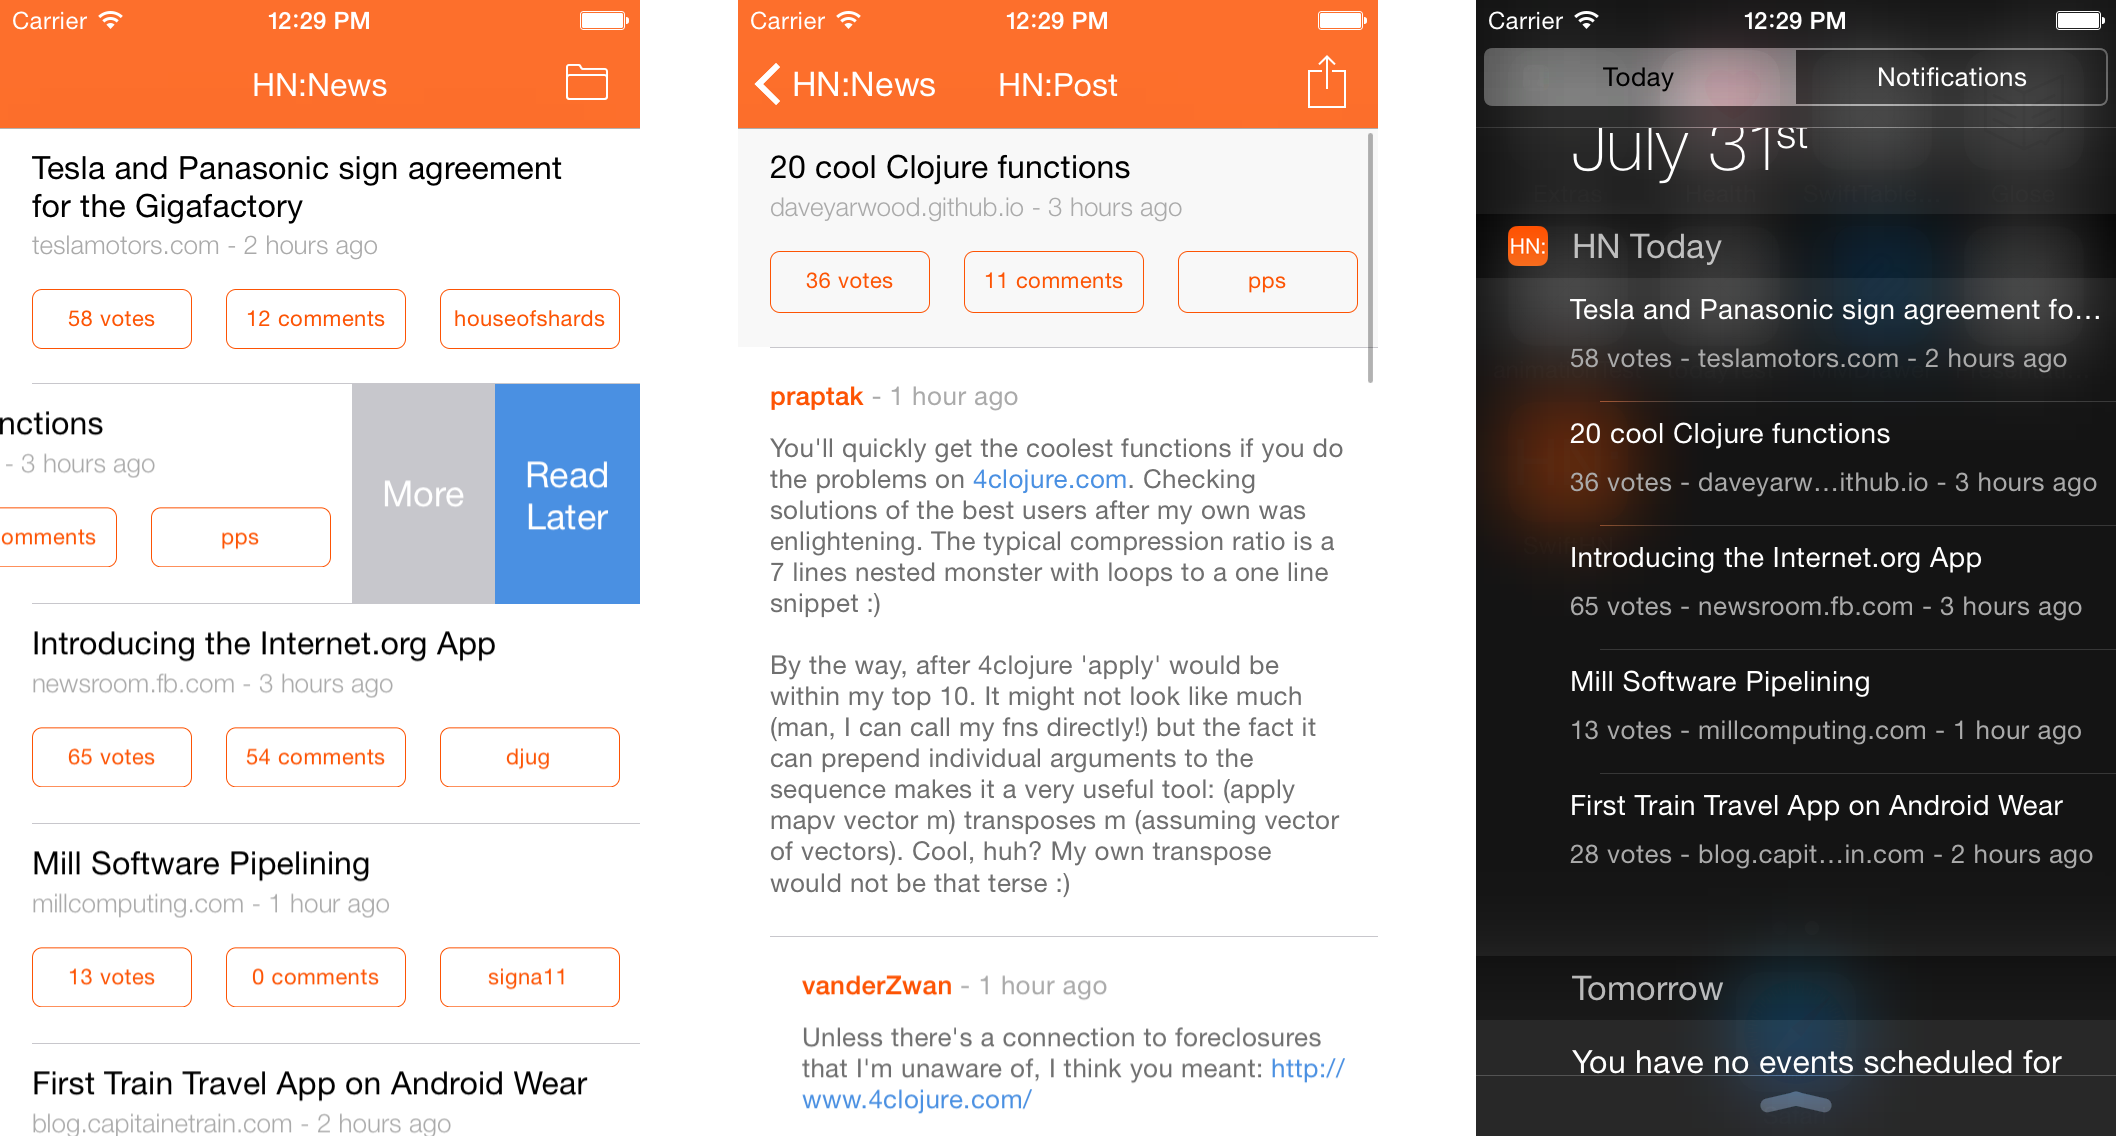 Carrier
12:29 PM
HN:News
Tesla and Panasonic sign agreement
for the Gigafactory
teslamotors.com - 2 hours ago
58 votes
12 comments
houseofshards
nctions
- 3 hours ago
omments
pps
More
Read
Later
Introducing the Internet.org App
newsroom.fb.com - 3 hours ago
65 votes
54 comments
djug
Mill Software Pipelining
millcomputing.com - 1 hour ago
13 votes
0 comments
signa11
First Train Travel App on Android Wear
blog.capitainetrain.com - 2 hours ago
Carrier
12:29 PM
HN:News
HN:Post
20 cool Clojure functions
daveyarwood.github.io - 3 hours ago
36 votes
11 comments
pps
praptak - 1 hour ago
You'll quickly get the coolest functions if you do
the problems on 4clojure.com. Checking
solutions of the best users after my own was
enlightening. The typical compression ratio is a
7 lines nested monster with loops to a one line
snippet :)
By the way, after 4clojure 'apply' would be
within my top 10. It might not look like much
(man, I can call my fns directly!) but the fact it
can prepend individual arguments to the
sequence makes it a very useful tool: (apply
mapv vector m) transposes m (assuming vector
of vectors). Cool, huh? My own transpose
would not be that terse :)
vanderZwan - 1 hour ago
Unless there's a connection to foreclosures
that I'm unaware of, I think you meant: http://
www.4clojure.com/
Carrier
12:29 PM
Today
Notifications
July 31st
HN:
HN Today
Tesla and Panasonic sign agreement fo…
58 votes - teslamotors.com - 2 hours ago
20 cool Clojure functions
36 votes - daveyarw…ithub.io - 3 hours ago
Introducing the Internet.org App
65 votes - newsroom.fb.com - 3 hours ago
Mill Software Pipelining
13 votes - millcomputing.com - 1 hour ago
First Train Travel App on Android Wear
28 votes - blog.capit…in.com - 2 hours ago
Tomorrow
You have no events scheduled for